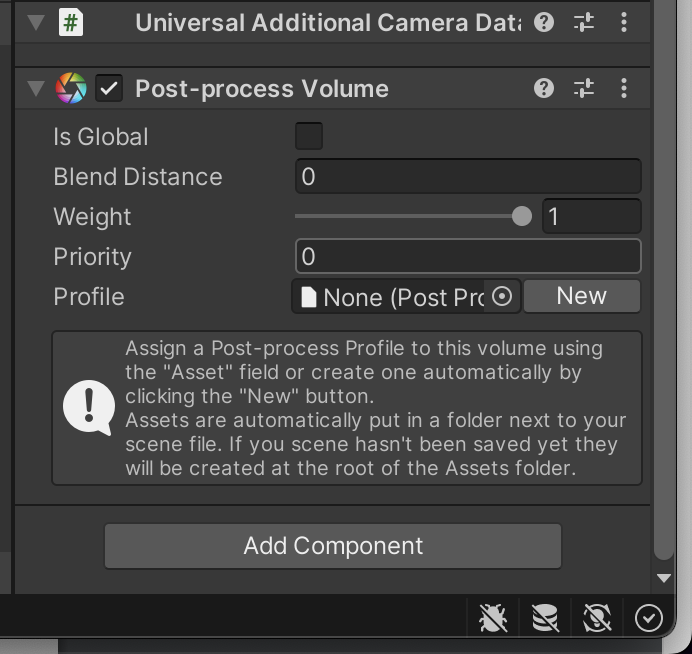 Universal Additional Camera Data
Post-process Volume
Is Global
Blend Distance 0
Weight 1
Priority 0
Profile None (Post Pro New
Assign a Post-process Profile to this volume using
the "Asset" field or create one automatically by
clicking the "New" button.
Assets are automatically put in a folder next to your
scene file. If you scene hasn't been saved yet they
will be created at the root of the Assets folder.
Add Component